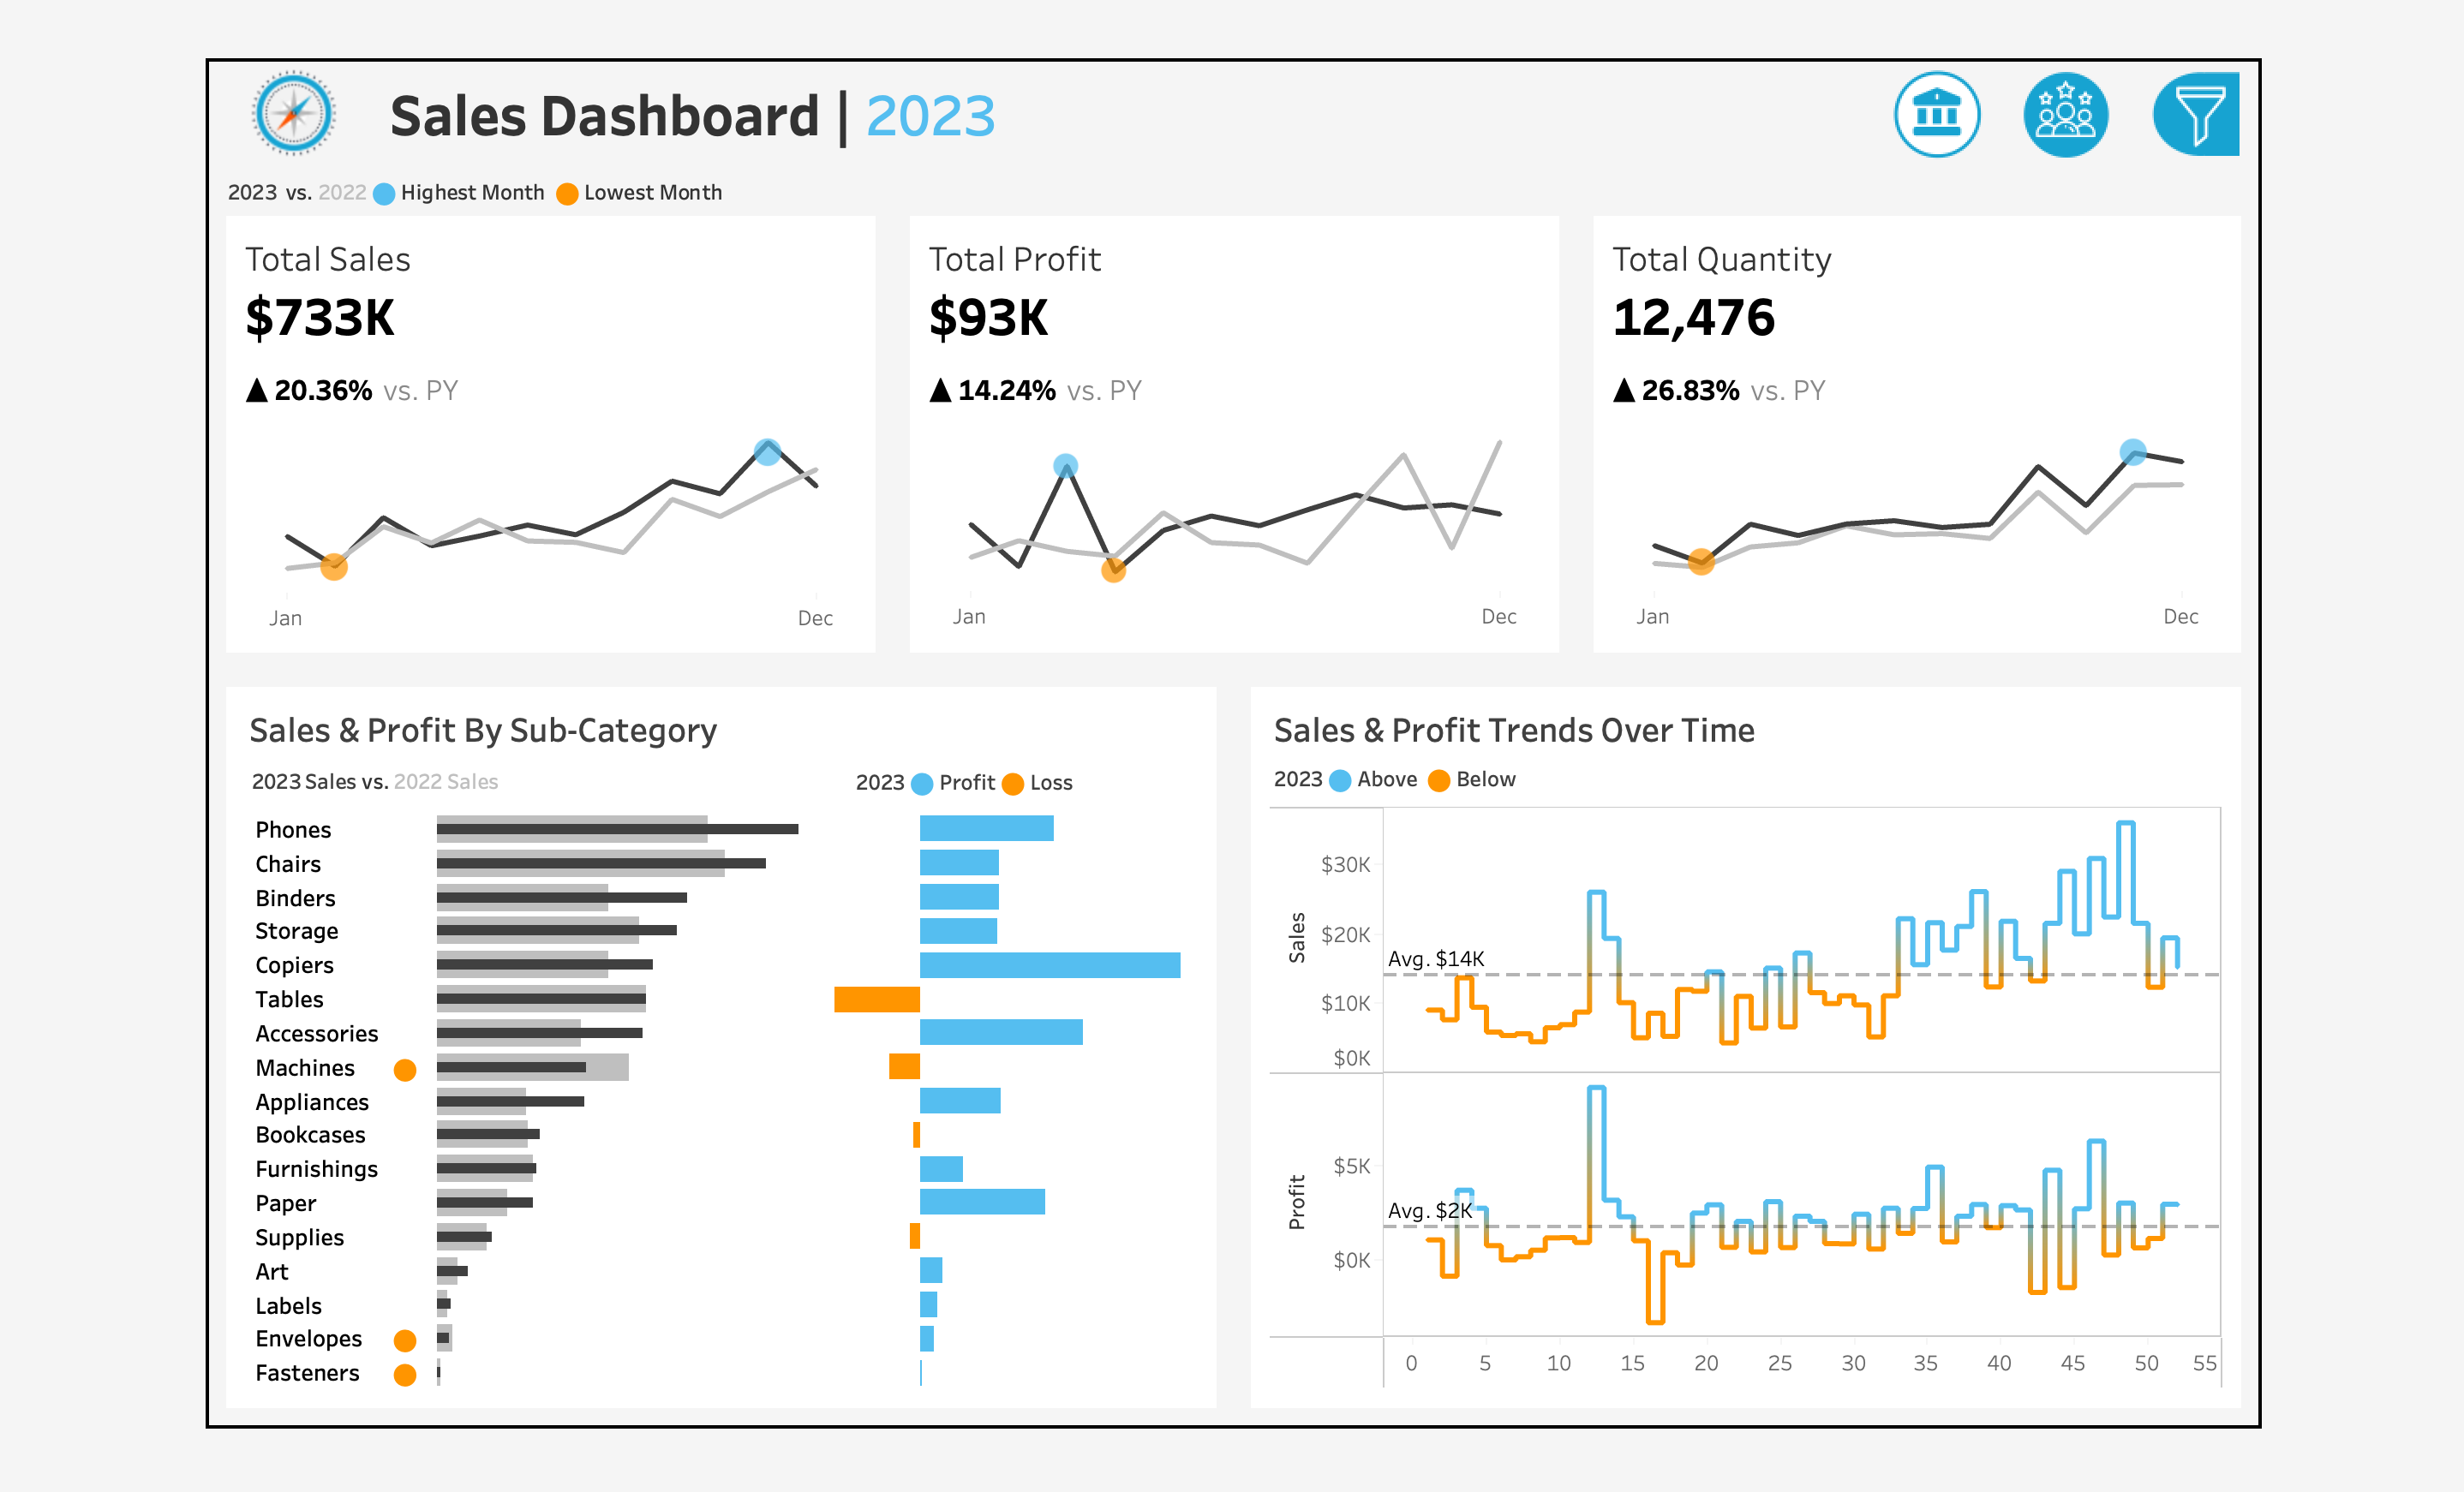 Sales Dashboard | 2023
2023 vs. 2022 Highest Month Lowest Month
Total Sales
$733K
▲ 20.36% vs. PY
Jan Dec
Total Profit
$93K
▲ 14.24% vs. PY
Jan Dec
Total Quantity
12,476
▲ 26.83% vs. PY
Jan Dec
Sales & Profit By Sub-Category
2023 Sales vs. 2022 Sales
2023 Profit Loss
Phones
Chairs
Binders
Storage
Copiers
Tables
Accessories
Machines
Appliances
Bookcases
Furnishings
Paper
Supplies
Art
Labels
Envelopes
Fasteners
Sales & Profit Trends Over Time
2023 Above Below
Sales
$30K
$20K
Avg. $14K
$10K
$0K
Profit
$5K
Avg. $2K
$0K
0 5 10 15 20 25 30 35 40 45 50 55